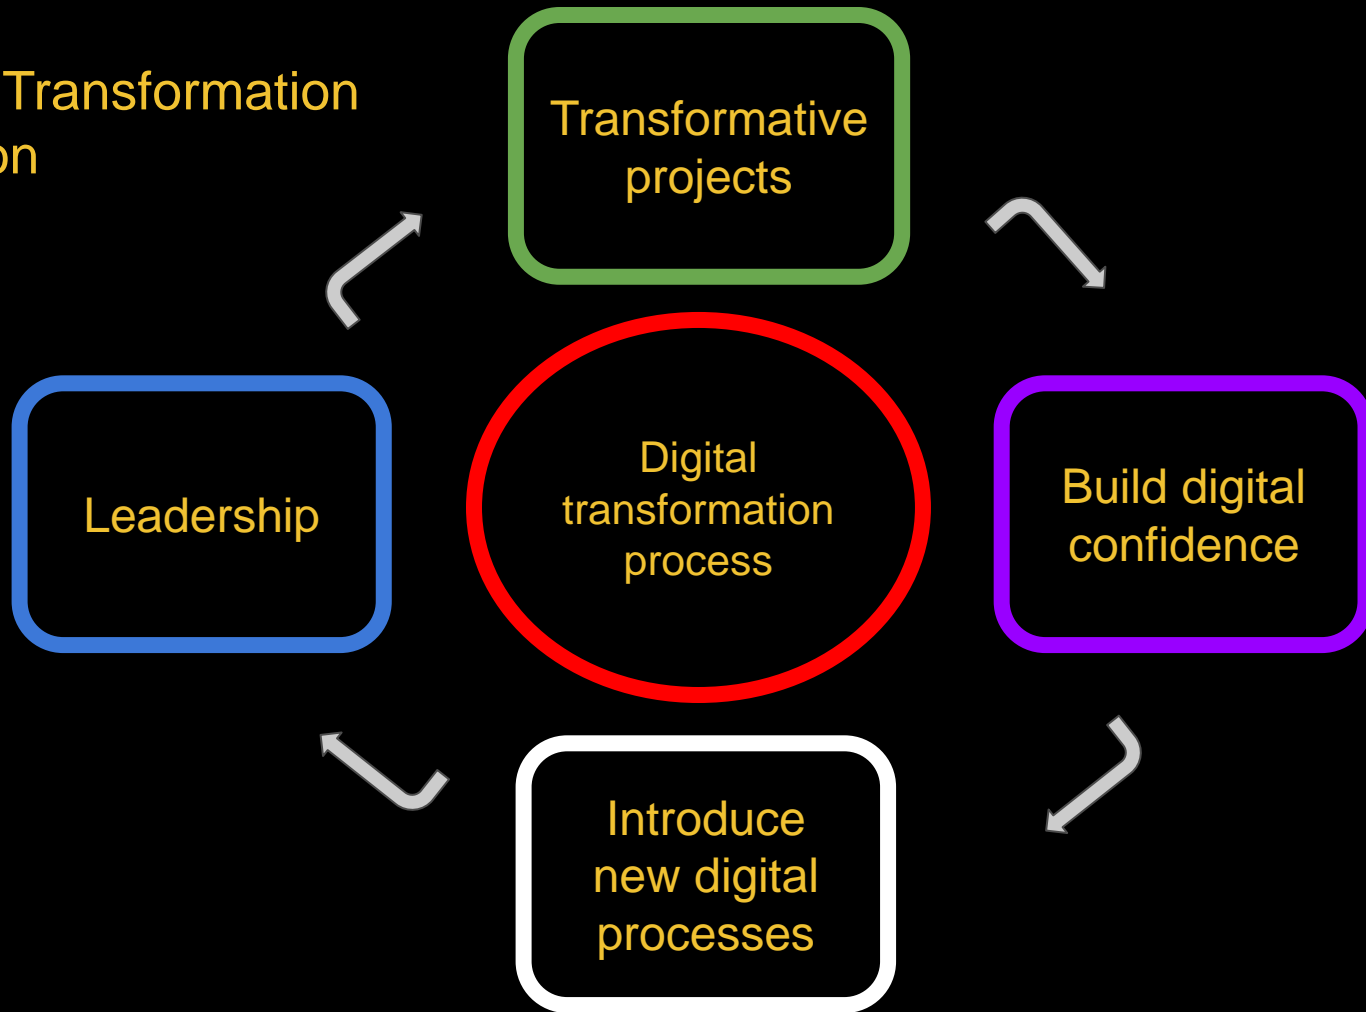 Transformation
on
Transformative
projects
Leadership
Digital
transformation
process
Build digital
confidence
Introduce
new digital
processes